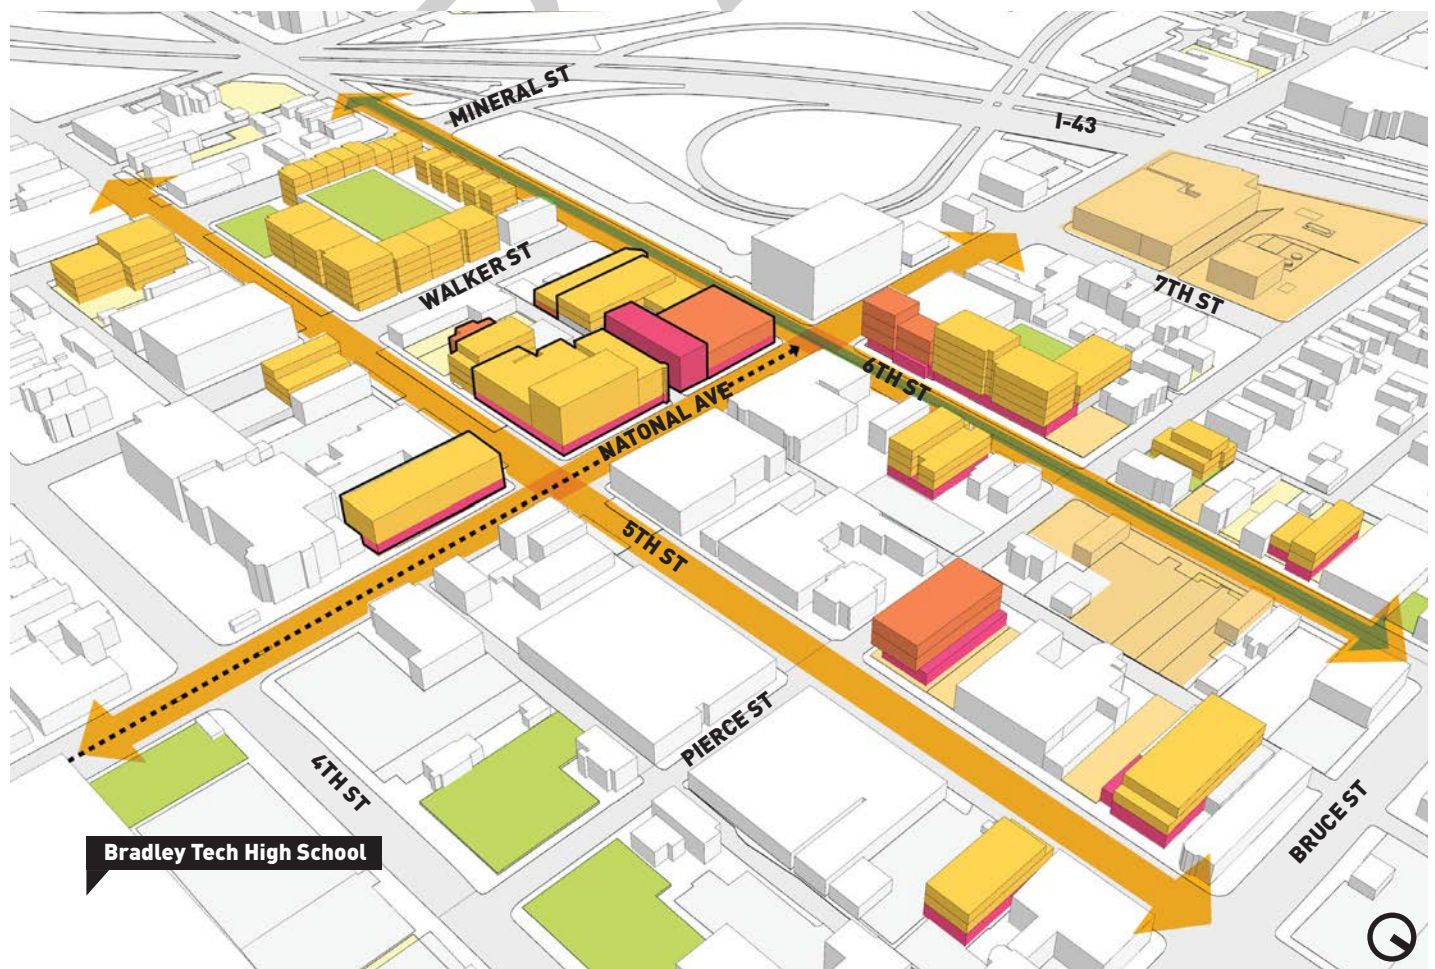 MINERAL ST
I-43
WALKER ST
7TH ST
6TH ST
NATONAL AVE
5TH ST
PIERCE ST
4TH ST
BRUCE ST
Bradley Tech High School